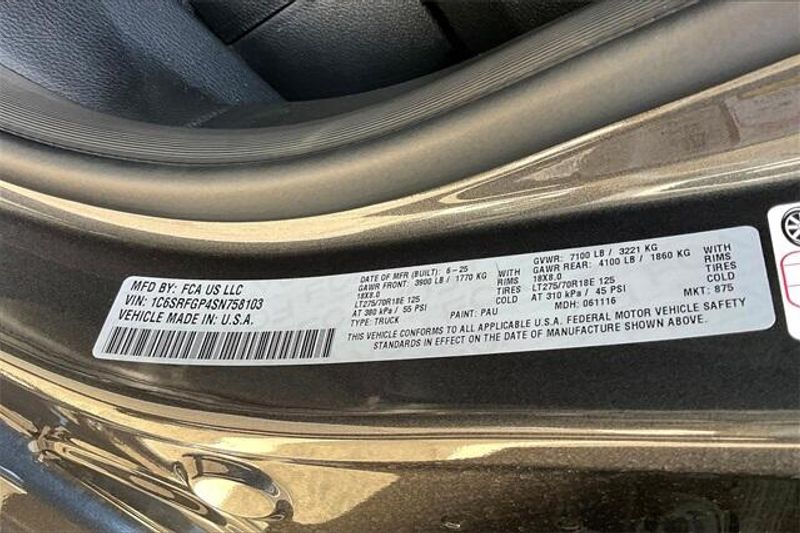 MFD BY: FCA US LLC
VIN: 1C6SRFGP4SN758103
VEHICLE MADE IN: U.S.A.
DATE OF MFR (BUILT): 6-25
GAWR FRONT: 3900 LB / 1770 KG WITH
18X8.0 RIMS
LT275/70R18E 125
AT 380 kPa / 55 PSI COLD
TYPE: TRUCK PAINT: PAU
GVWR: 7100 LB / 3221 KG
GAWR REAR: 4100 LB / 1860 KG WITH
18X8.0 RIMS
LT275/70R18E 125
AT 310 kPa / 45 PSI COLD
MDH: 061116 MKT: 875
THIS VEHICLE CONFORMS TO ALL APPLICABLE U.S.A. FEDERAL MOTOR VEHICLE SAFETY
STANDARDS IN EFFECT ON THE DATE OF MANUFACTURE SHOWN ABOVE.